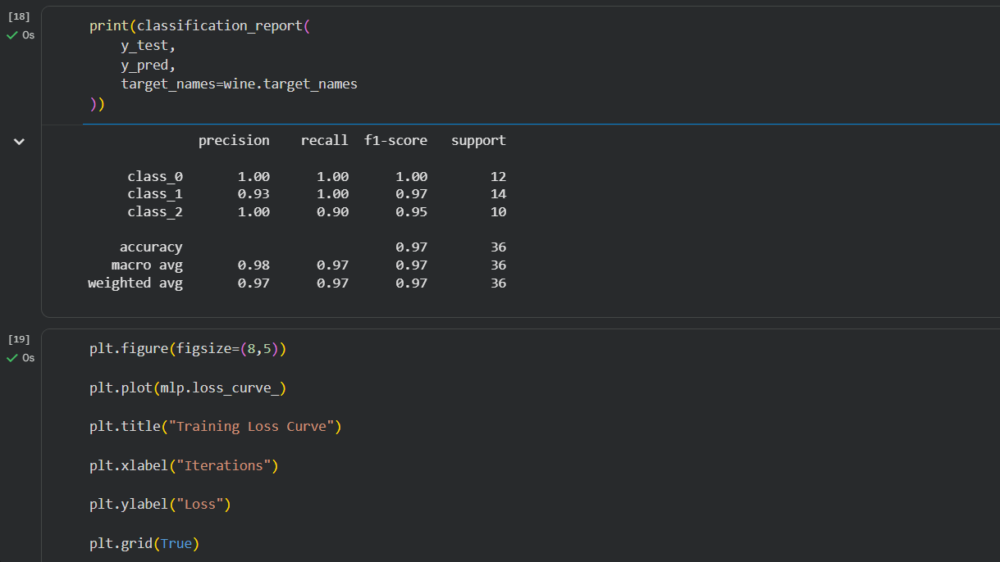 [18]
0s
print(classification_report(
    y_test,
    y_pred,
    target_names=wine.target_names
))
              precision    recall  f1-score   support

     class_0       1.00      1.00      1.00        12
     class_1       0.93      1.00      0.97        14
     class_2       1.00      0.90      0.95        10

    accuracy                           0.97        36
   macro avg       0.98      0.97      0.97        36
weighted avg       0.97      0.97      0.97        36

[19]
0s
plt.figure(figsize=(8,5))

plt.plot(mlp.loss_curve_)

plt.title("Training Loss Curve")

plt.xlabel("Iterations")

plt.ylabel("Loss")

plt.grid(True)